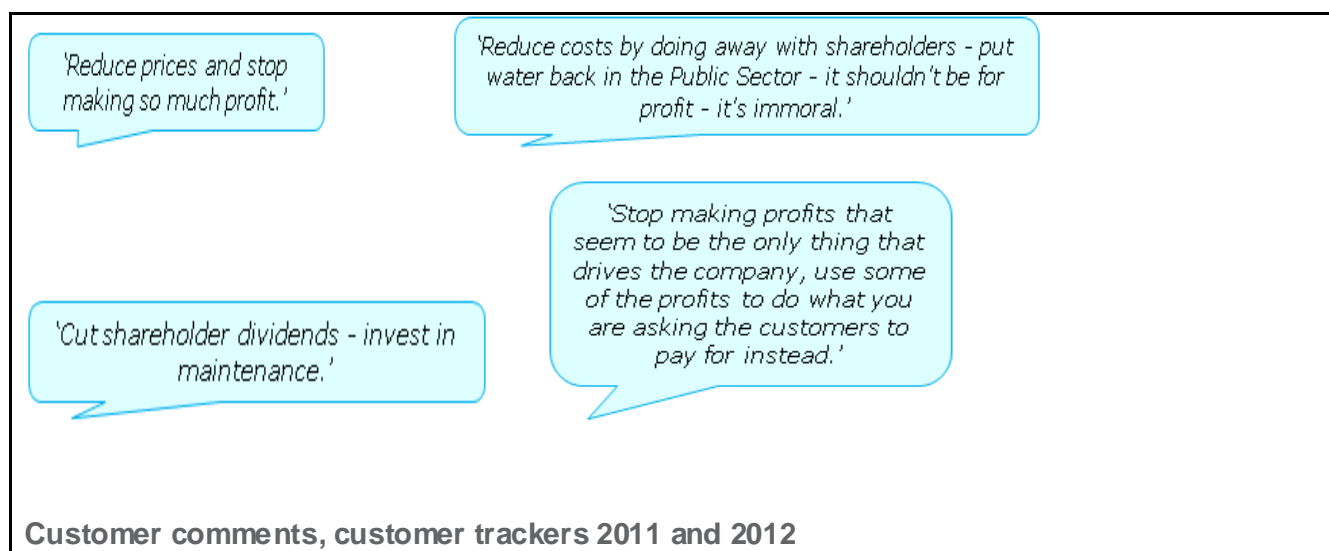 ‘Reduce prices and stop
making so much profit.’
‘Reduce costs by doing away with shareholders - put
water back in the Public Sector - it shouldn't be for
profit - it's immoral.’
‘Stop making profits that
seem to be the only thing that
drives the company, use some
of the profits to do what you
are asking the customers to
pay for instead.’
‘Cut shareholder dividends - invest in
maintenance.’
Customer comments, customer trackers 2011 and 2012